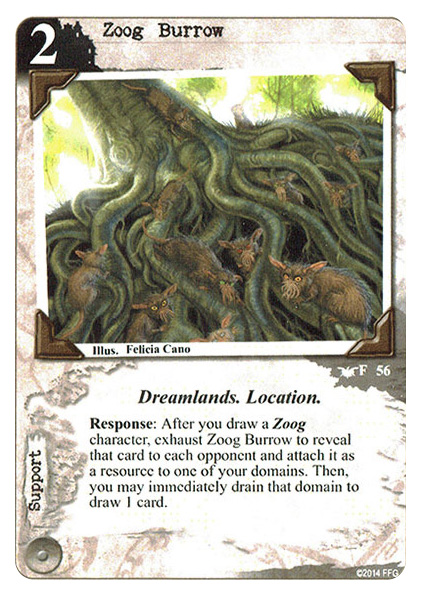 2
Zoog Burrow
Illus. Felicia Cano
F 56
Dreamlands. Location.
Response: After you draw a Zoog
character, exhaust Zoog Burrow to reveal
that card to each opponent and attach it as
a resource to one of your domains. Then,
you may immediately drain that domain to
draw 1 card.
Support
©2014 FFG